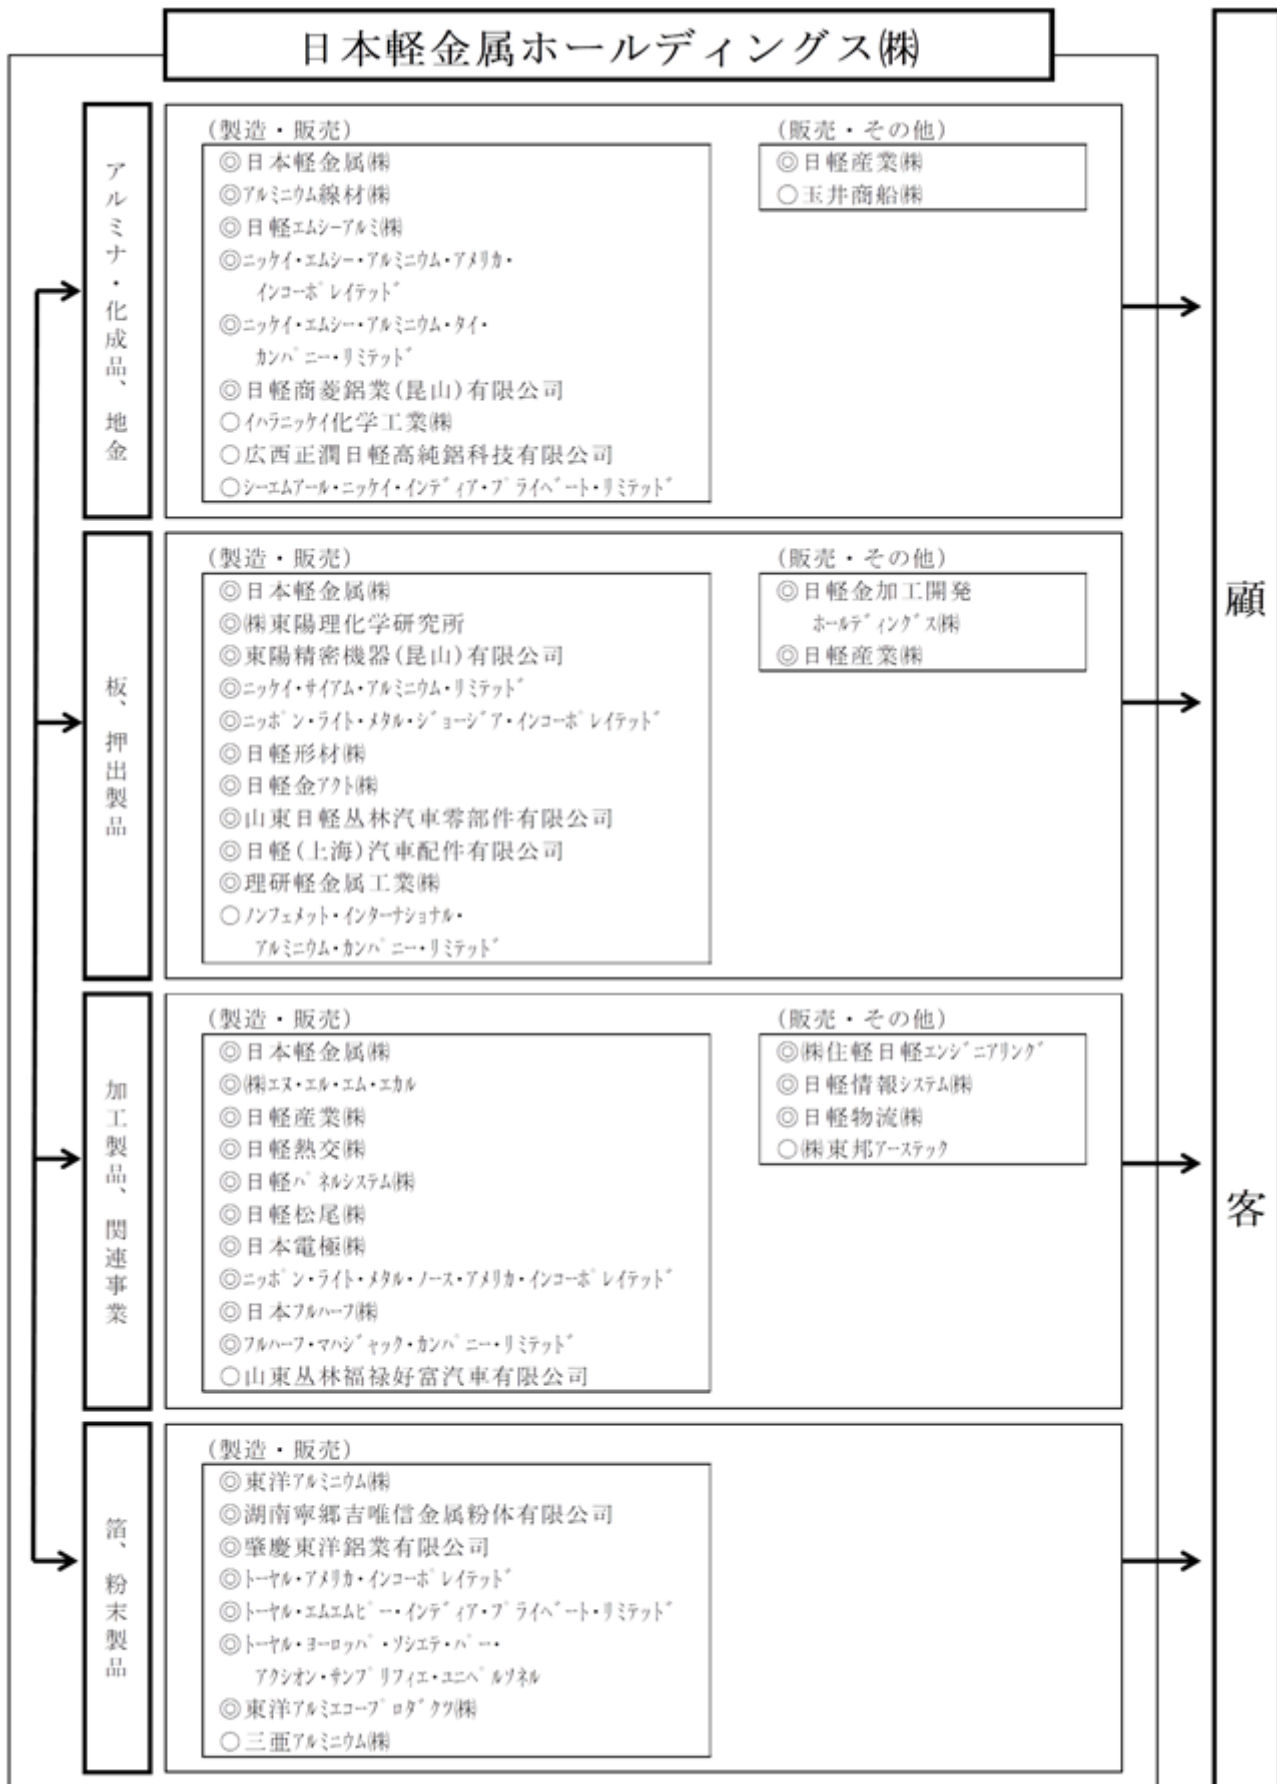 日本軽金属ホールディングス㈱
アルミナ・化成品、地金
(製造・販売)
◎日本軽金属㈱
◎ｱﾙﾐﾆｳﾑ線材㈱
◎日軽ｴﾑｼｰｱﾙﾐ㈱
◎ﾆｯｹｲ・ｴﾑｼｰ・ｱﾙﾐﾆｳﾑ・ｱﾒﾘｶ・
ｲﾝｺｰﾎﾟﾚｲﾃｯﾄﾞ
◎ﾆｯｹｲ・ｴﾑｼｰ・ｱﾙﾐﾆｳﾑ・ﾀｲ・
ｶﾝﾊﾟﾆｰ・ﾘﾐﾃｯﾄﾞ
◎日軽商菱鋁業(昆山)有限公司
○ｲﾊﾗﾆｯｹｲ化学工業㈱
○広西正潤日軽高純鋁科技有限公司
○ｼｰｴﾑｱｰﾙ・ﾆｯｹｲ・ｲﾝﾃﾞｨｱ・ﾌﾟﾗｲﾍﾞｰﾄ・ﾘﾐﾃｯﾄﾞ
(販売・その他)
◎日軽産業㈱
○玉井商船㈱
板、押出製品
(製造・販売)
◎日本軽金属㈱
◎㈱東陽理化学研究所
◎東陽精密機器(昆山)有限公司
◎ﾆｯｹｲ・ｻｲｱﾑ・ｱﾙﾐﾆｳﾑ・ﾘﾐﾃｯﾄﾞ
◎ﾆｯﾎﾟﾝ・ﾗｲﾄ・ﾒﾀﾙ・ｼﾞｮｰｼﾞｱ・ｲﾝｺｰﾎﾟﾚｲﾃｯﾄﾞ
◎日軽形材㈱
◎日軽金ｱｸﾄ㈱
◎山東日軽丛林汽車零部件有限公司
◎日軽(上海)汽車配件有限公司
◎理研軽金属工業㈱
○ﾉﾝﾌｪﾒｯﾄ・ｲﾝﾀｰﾅｼｮﾅﾙ・
ｱﾙﾐﾆｳﾑ・ｶﾝﾊﾟﾆｰ・ﾘﾐﾃｯﾄﾞ
(販売・その他)
◎日軽金加工開発
ﾎｰﾙﾃﾞｨﾝｸﾞｽ㈱
◎日軽産業㈱
加工製品、関連事業
(製造・販売)
◎日本軽金属㈱
◎㈱ｴﾇ・ｴﾙ・ｴﾑ・ｴｶﾙ
◎日軽産業㈱
◎日軽熱交㈱
◎日軽ﾊﾟﾈﾙｼｽﾃﾑ㈱
◎日軽松尾㈱
◎日本電極㈱
◎ﾆｯﾎﾟﾝ・ﾗｲﾄ・ﾒﾀﾙ・ﾉｰｽ・ｱﾒﾘｶ・ｲﾝｺｰﾎﾟﾚｲﾃｯﾄﾞ
◎日本ﾌﾙﾊｰﾌ㈱
◎ﾌﾙﾊｰﾌ・ﾏﾊｼﾞｬｯｸ・ｶﾝﾊﾟﾆｰ・ﾘﾐﾃｯﾄﾞ
○山東丛林福禄好富汽車有限公司
(販売・その他)
◎㈱住軽日軽ｴﾝｼﾞﾆｱﾘﾝｸﾞ
◎日軽情報ｼｽﾃﾑ㈱
◎日軽物流㈱
○㈱東邦ｱｰｽﾃｯｸ
箔、粉末製品
(製造・販売)
◎東洋ｱﾙﾐﾆｳﾑ㈱
◎湖南寧郷吉唯信金属粉体有限公司
◎肇慶東洋鋁業有限公司
◎ﾄｰﾔﾙ・ｱﾒﾘｶ・ｲﾝｺｰﾎﾟﾚｲﾃｯﾄﾞ
◎ﾄｰﾔﾙ・ｴﾑｴﾑﾋﾟｰ・ｲﾝﾃﾞｨｱ・ﾌﾟﾗｲﾍﾞｰﾄ・ﾘﾐﾃｯﾄﾞ
◎ﾄｰﾔﾙ・ﾖｰﾛｯﾊﾟ・ｿｼｴﾃ・ﾊﾟｰ・
ｱｸｼｵﾝ・ｻﾝﾌﾟﾘﾌｨｴ・ﾕﾆﾍﾞﾙｿﾈﾙ
◎東洋ｱﾙﾐｴｺｰﾌﾟﾛﾀﾞｸﾂ㈱
○三亜ｱﾙﾐﾆｳﾑ㈱
顧客